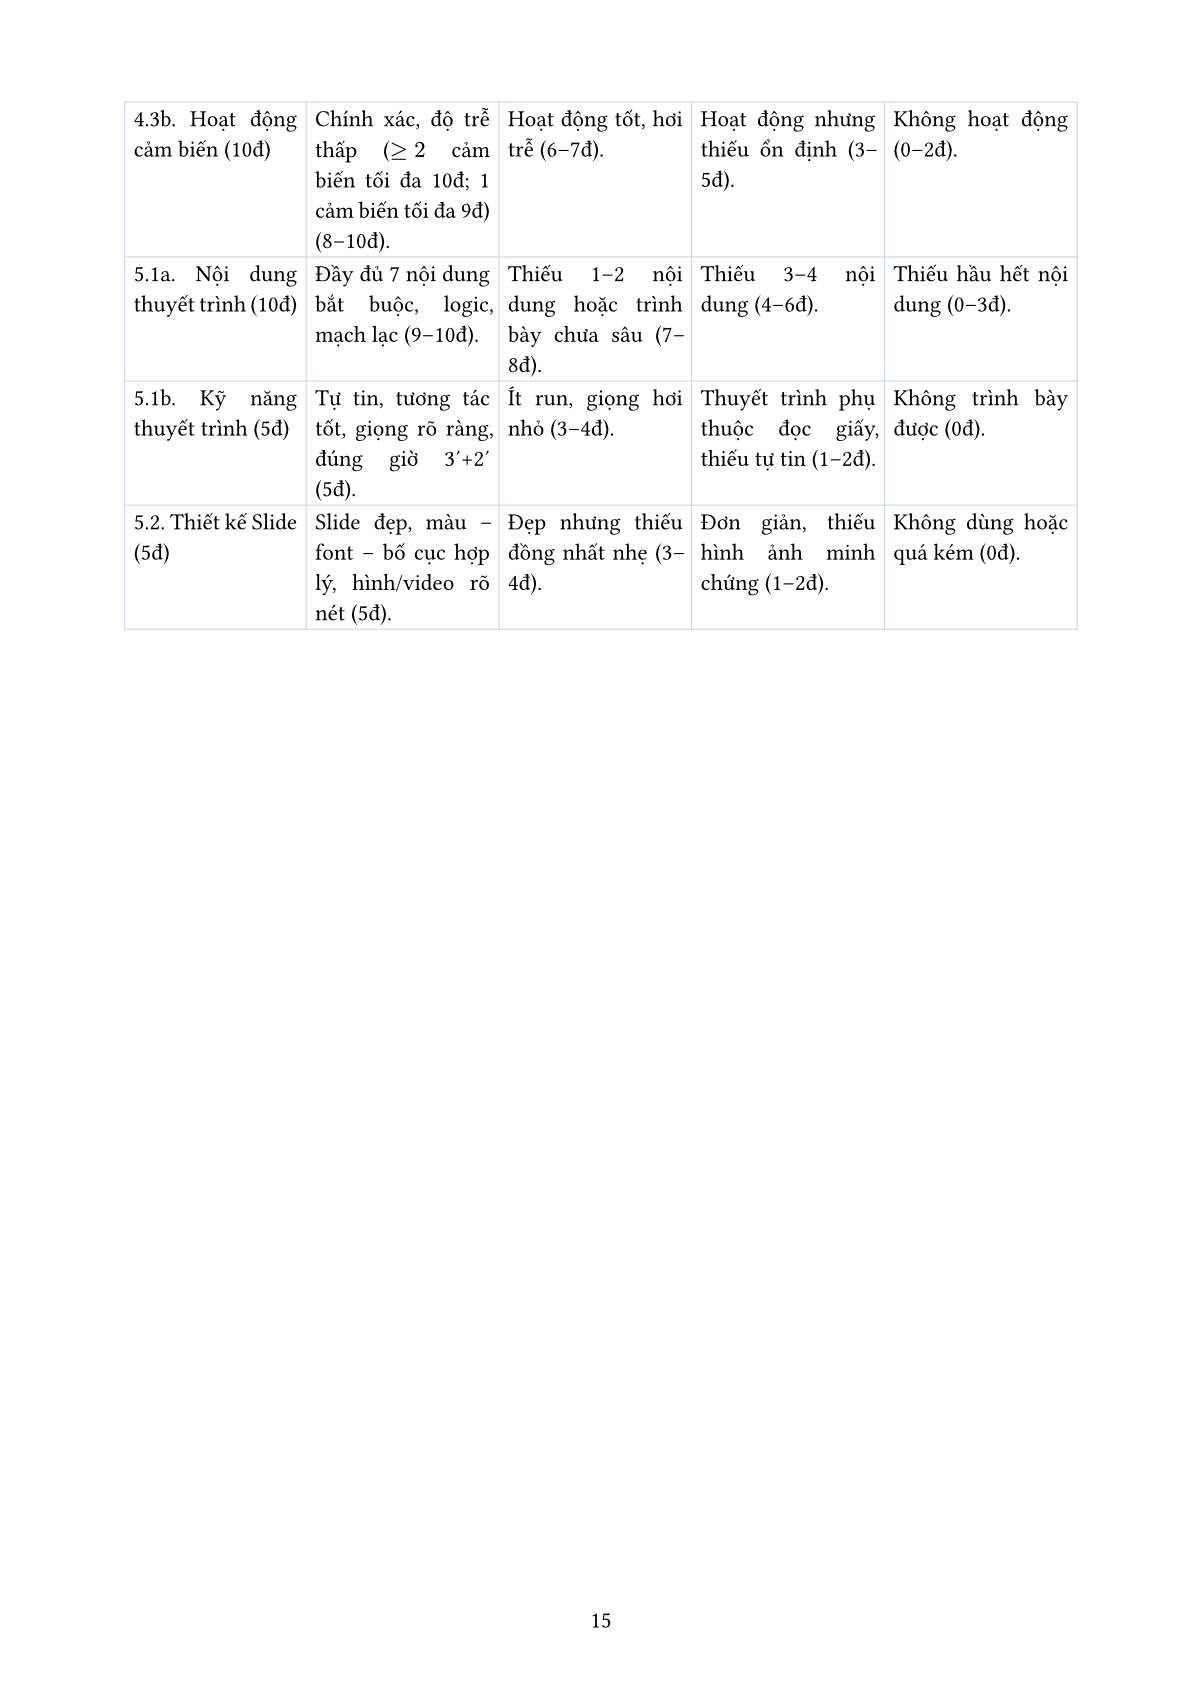 4.3b. Hoạt động
cảm biến (10đ)
Chính xác, độ trễ
thấp (≥ 2 cảm
biến tối đa 10đ; 1
cảm biến tối đa 9đ)
(8–10đ).
Hoạt động tốt, hơi
trễ (6–7đ).
Hoạt động nhưng
thiếu ổn định (3–
5đ).
Không hoạt động
(0–2đ).
5.1a. Nội dung
thuyết trình (10đ)
Đầy đủ 7 nội dung
bắt buộc, logic,
mạch lạc (9–10đ).
Thiếu 1–2 nội
dung hoặc trình
bày chưa sâu (7–
8đ).
Thiếu 3–4 nội
dung (4–6đ).
Thiếu hầu hết nội
dung (0–3đ).
5.1b. Kỹ năng
thuyết trình (5đ)
Tự tin, tương tác
tốt, giọng rõ ràng,
đúng giờ 3′+2′
(5đ).
Ít run, giọng hơi
nhỏ (3–4đ).
Thuyết trình phụ
thuộc đọc giấy,
thiếu tự tin (1–2đ).
Không trình bày
được (0đ).
5.2. Thiết kế Slide
(5đ)
Slide đẹp, màu –
font – bố cục hợp
lý, hình/video rõ
nét (5đ).
Đẹp nhưng thiếu
đồng nhất nhẹ (3–
4đ).
Đơn giản, thiếu
hình ảnh minh
chứng (1–2đ).
Không dùng hoặc
quá kém (0đ).
15